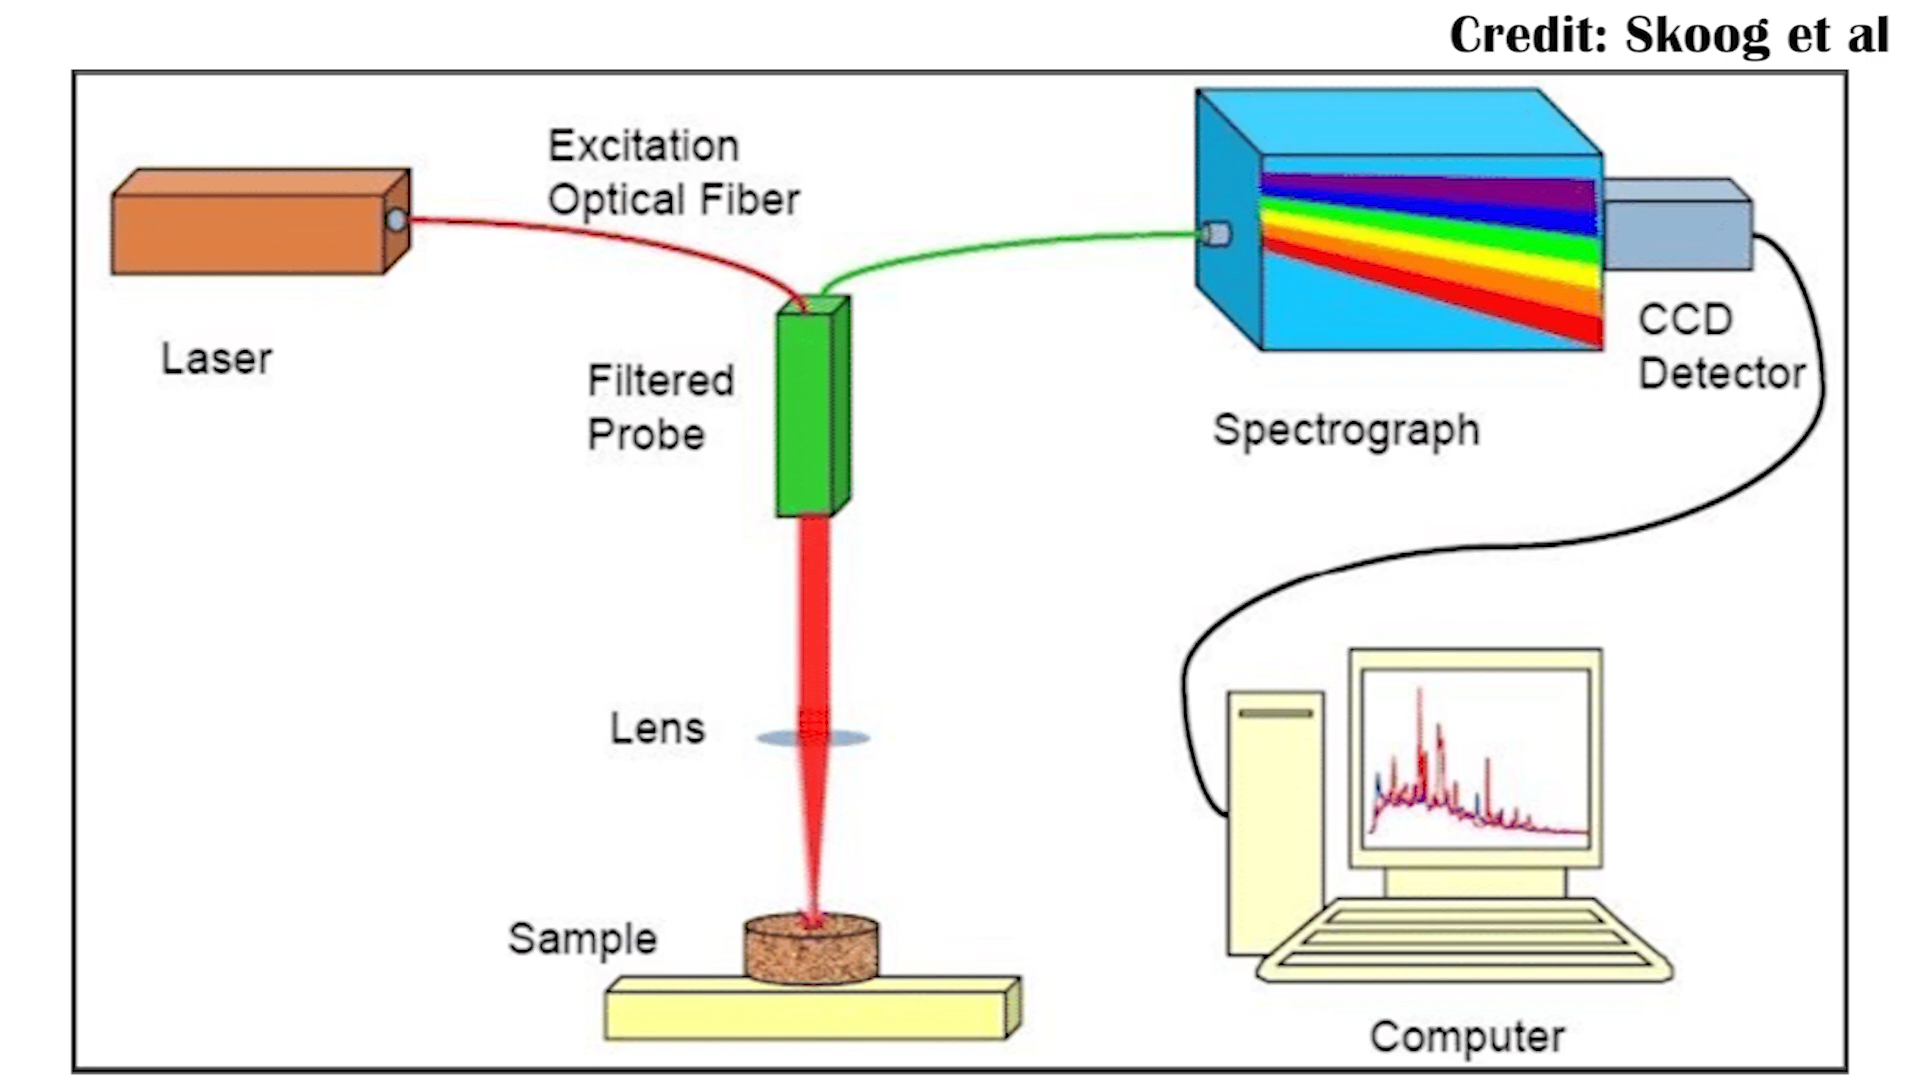 Credit: Skoog et al
Excitation
Optical Fiber
Laser
Filtered
Probe
CCD
Detector
Spectrograph
Lens
Sample
Computer